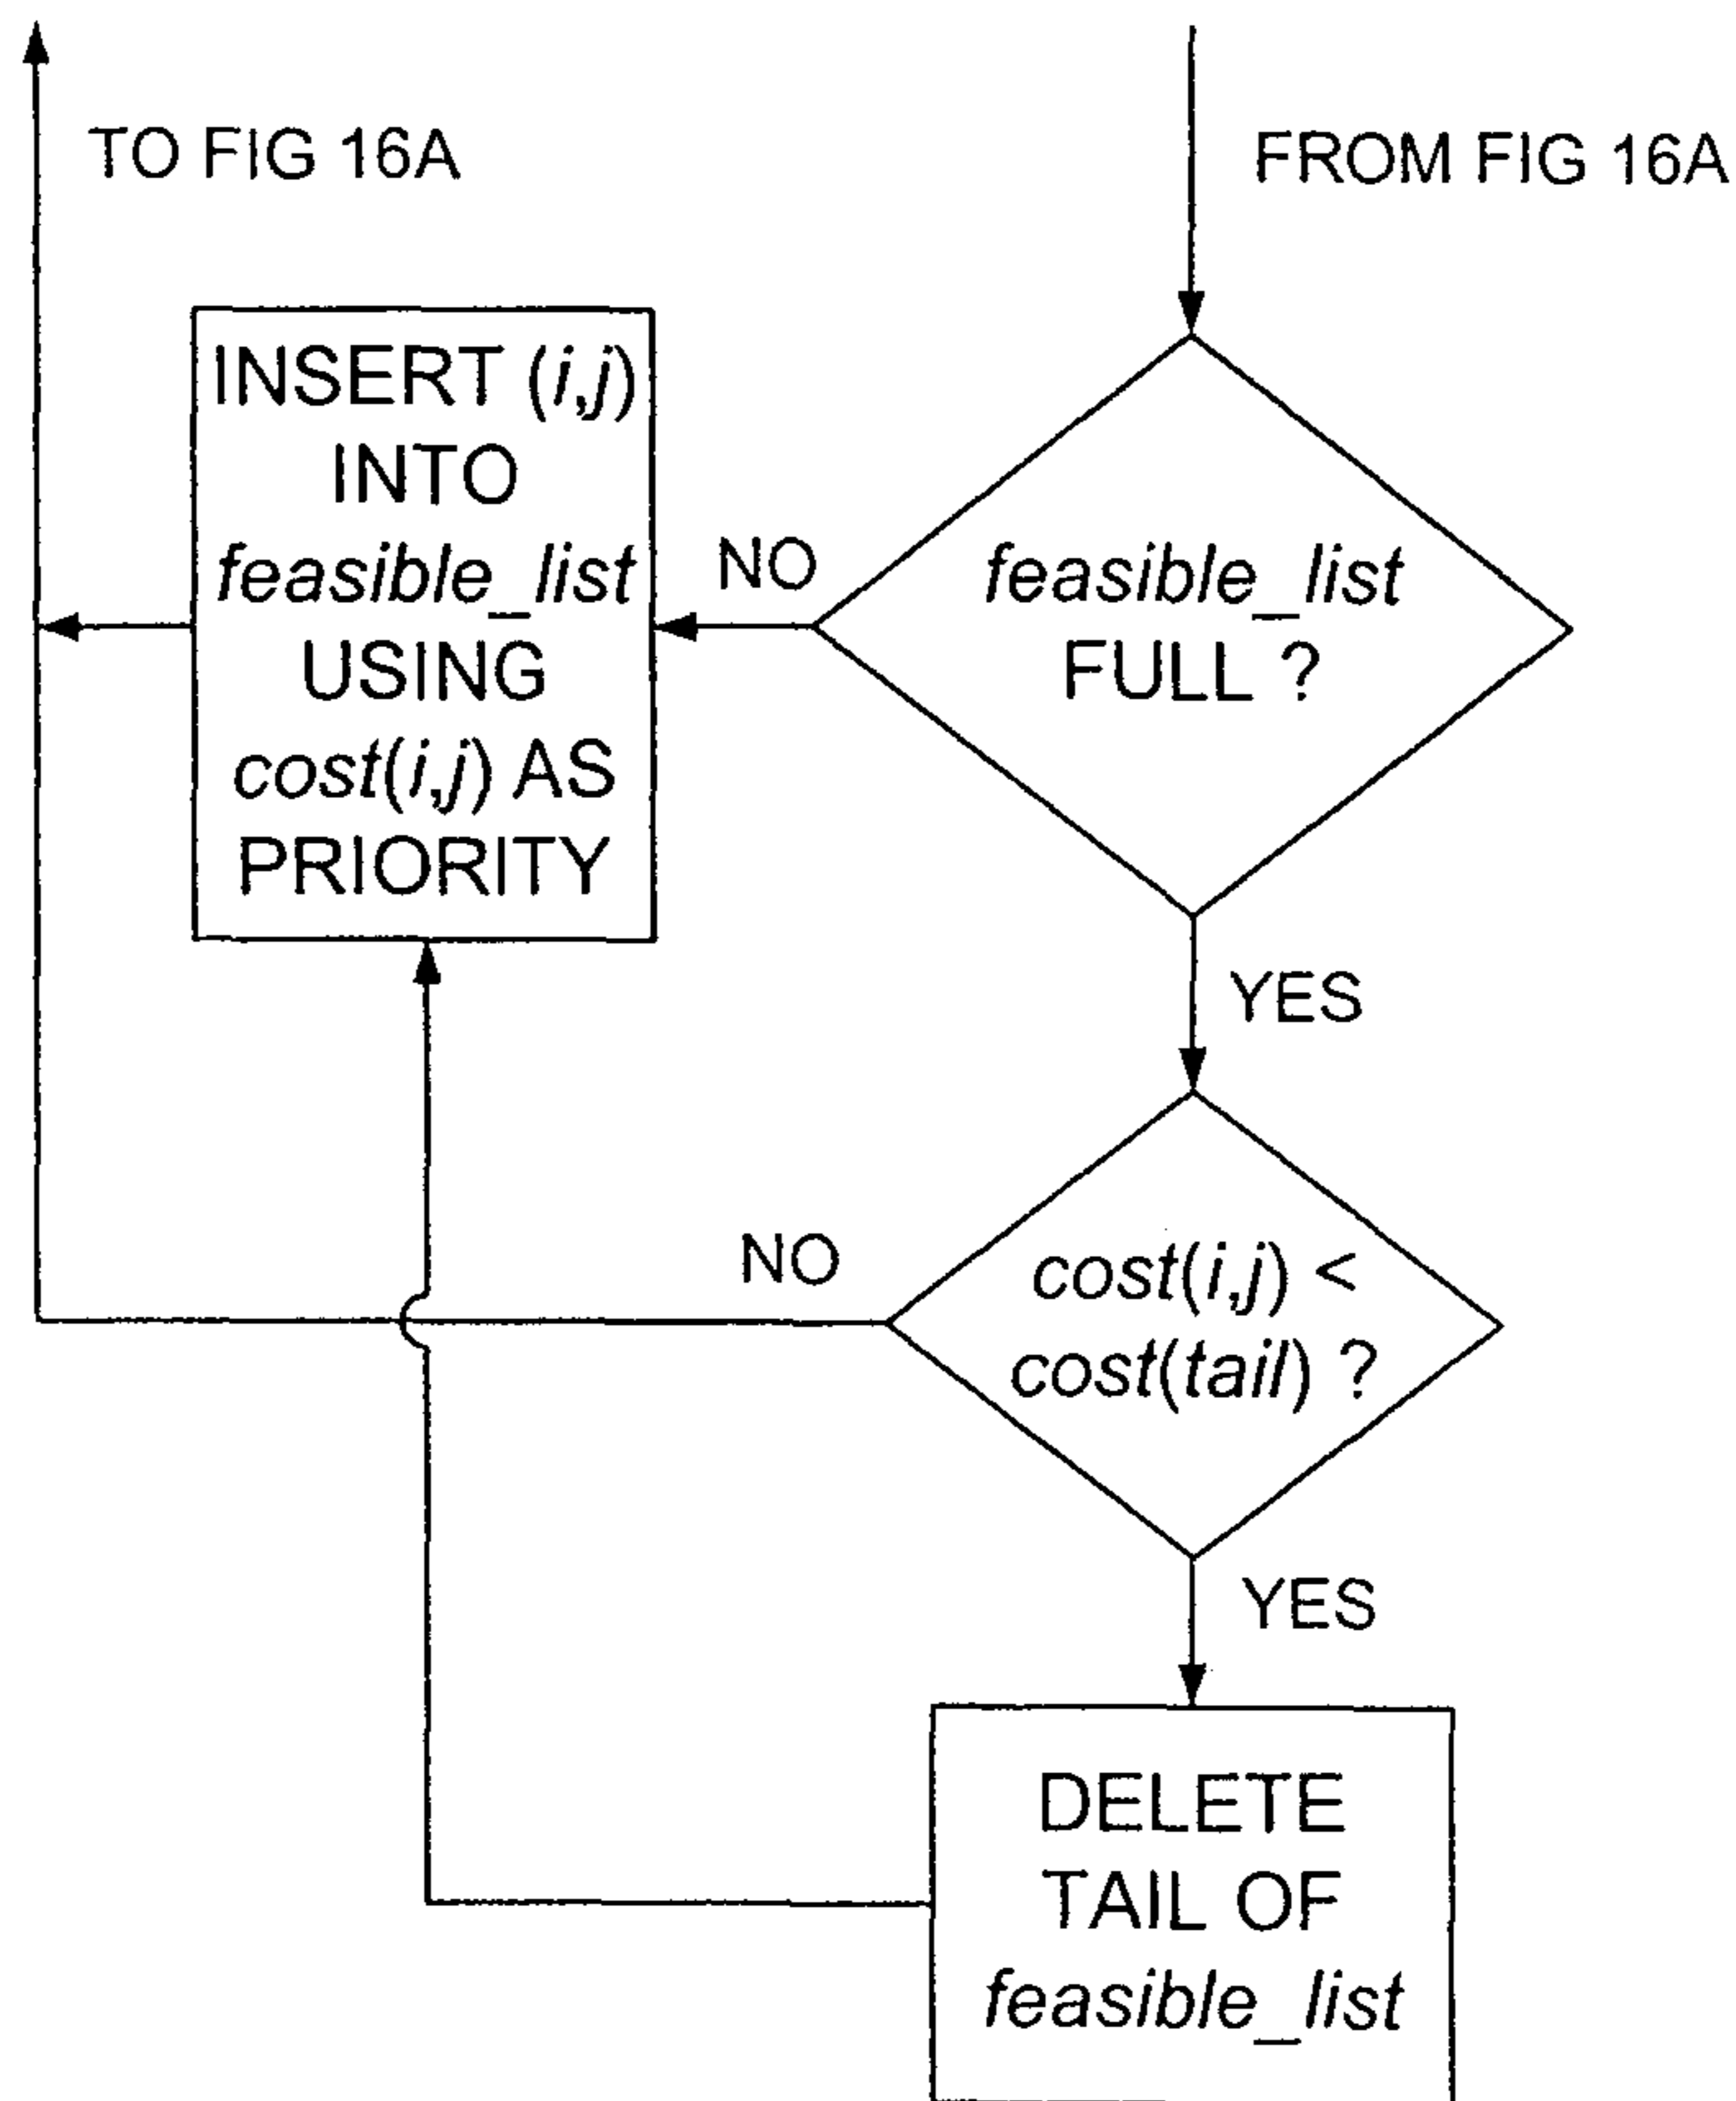 TO FIG 16A
FROM FIG 16A
INSERT (i,j)
INTO
feasible_list
USING
cost(i,j) AS
PRIORITY
NO
feasible_list
FULL ?
YES
NO
cost(i,j) <
cost(tail) ?
YES
DELETE
TAIL OF
feasible_list